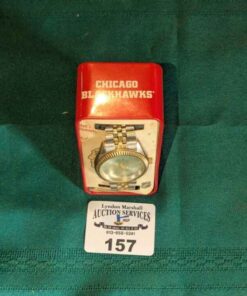 CHICAGO
BLACKHAWKS
Lyndon Marshall
AUCTION SERVICES
157